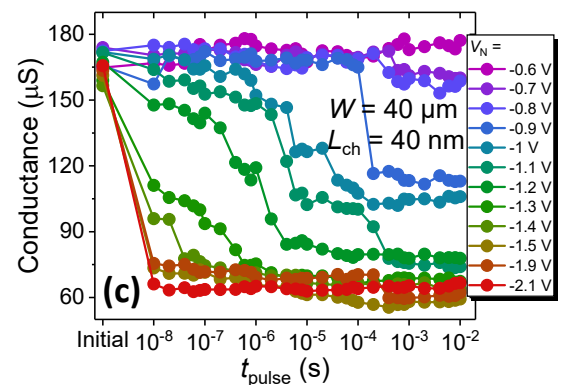 180
150
120
90
60
Conductance (μS)
(c)
W = 40 μm
L_ch = 40 nm
Initial 10⁻⁸ 10⁻⁷ 10⁻⁶ 10⁻⁵ 10⁻⁴ 10⁻³ 10⁻²
t_pulse (s)
V_N =
-0.6 V
-0.7 V
-0.8 V
-0.9 V
-1 V
-1.1 V
-1.2 V
-1.3 V
-1.4 V
-1.5 V
-1.9 V
-2.1 V